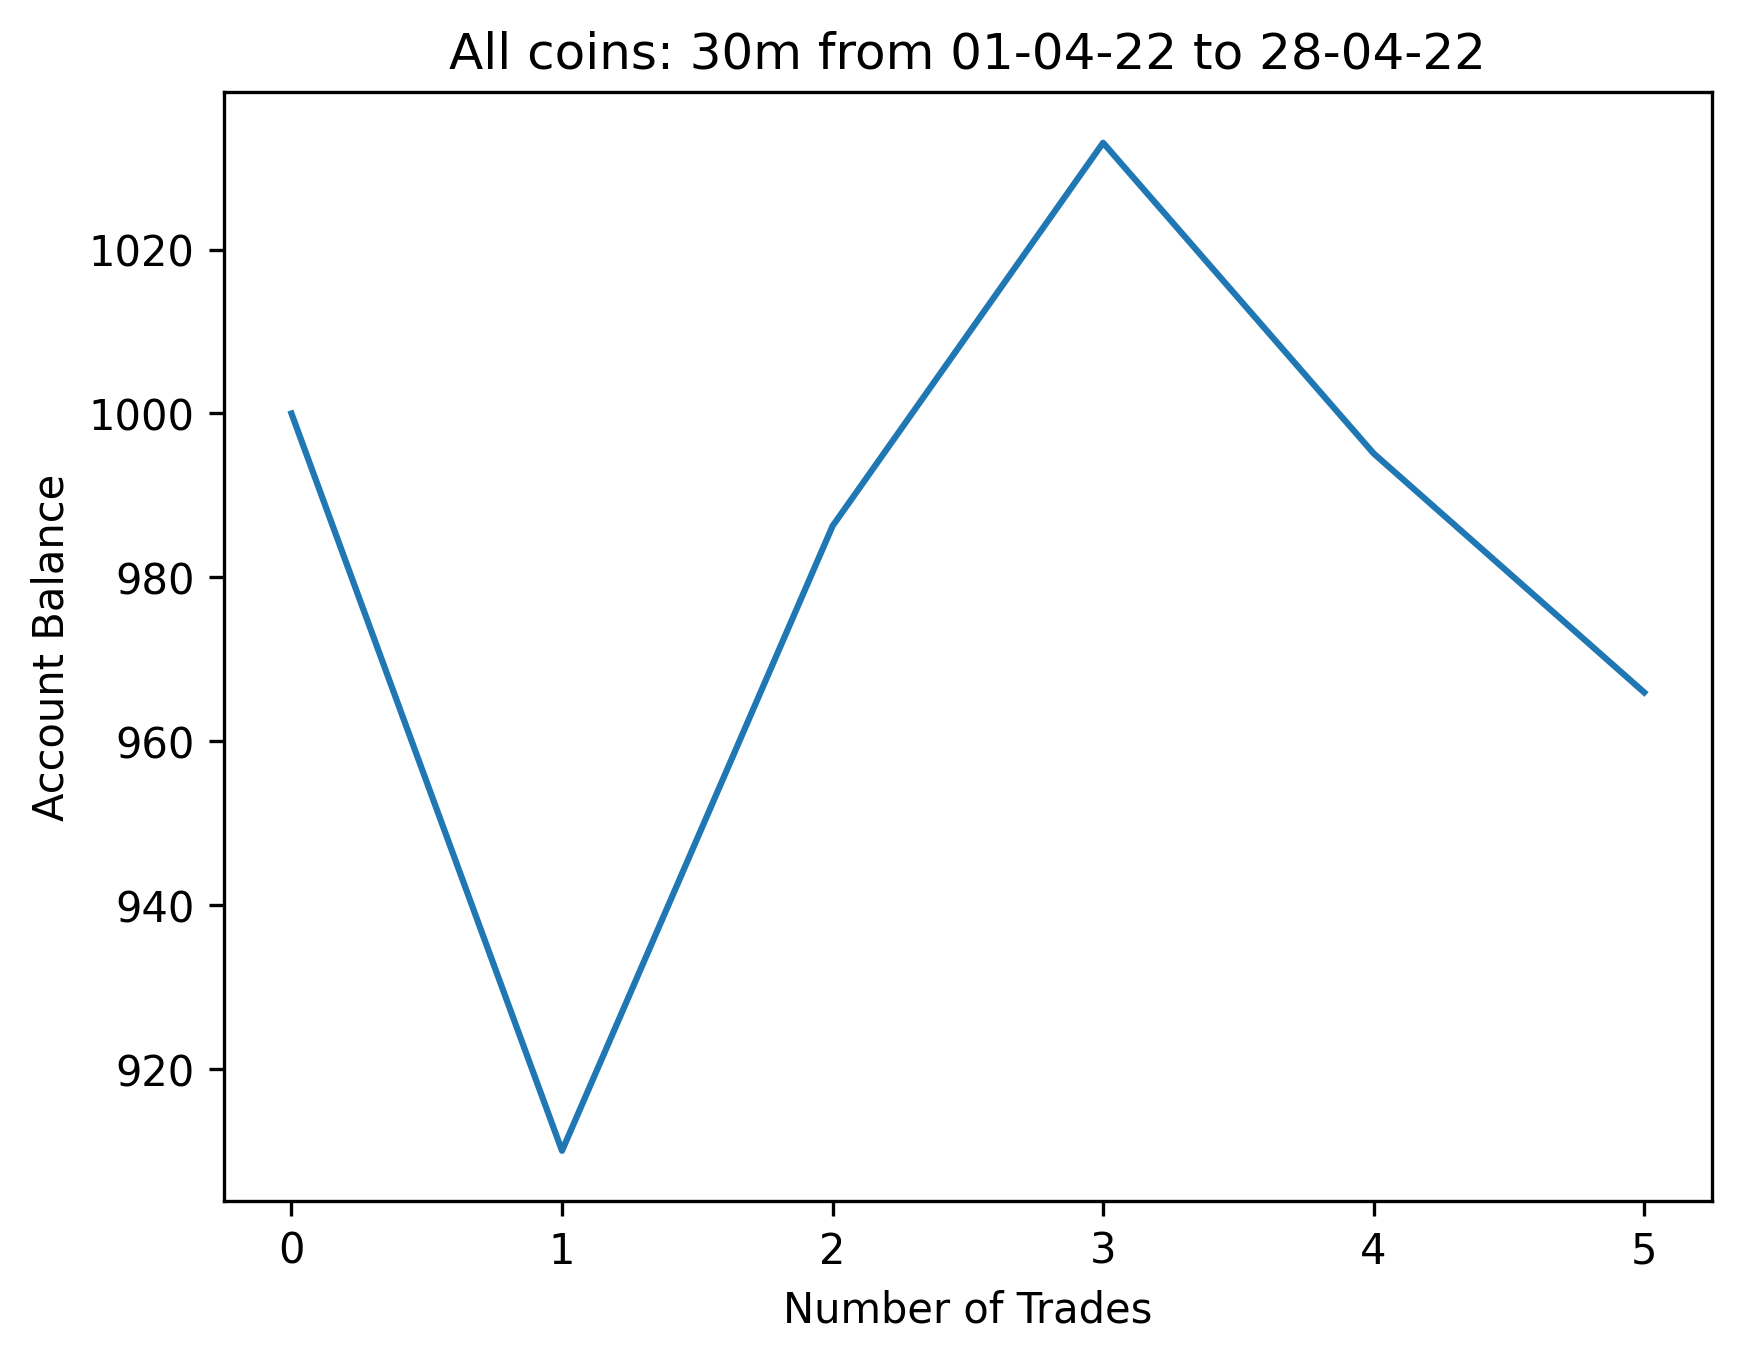 All coins: 30m from 01-04-22 to 28-04-22
Account Balance
1020
1000
980
960
940
920
0 1 2 3 4 5
Number of Trades